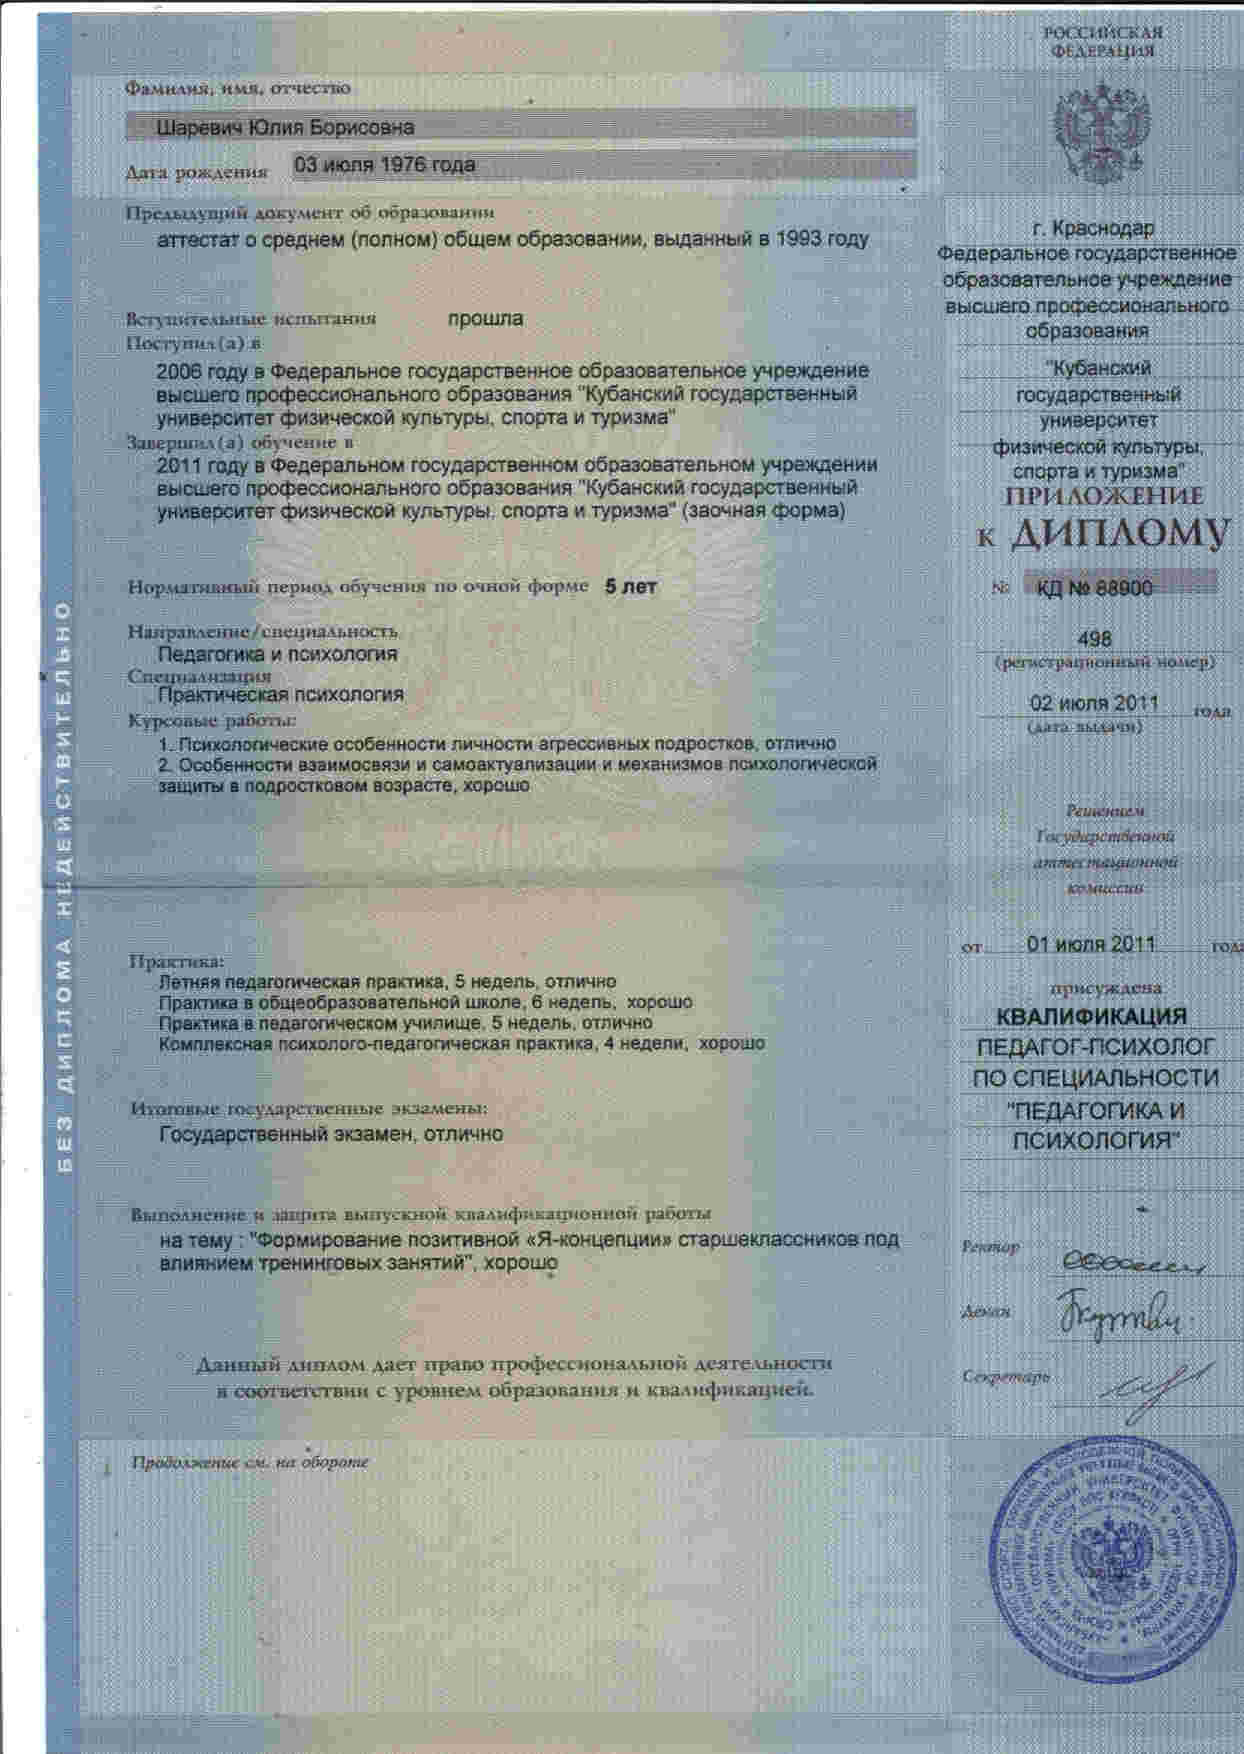 БЕЗ ДИПЛОМА НЕДЕЙСТВИТЕЛЬНО
Фамилия, имя, отчество
Шаревич Юлия Борисовна
Дата рождения 03 июля 1976 года
Предыдущий документ об образовании
аттестат о среднем (полном) общем образовании, выданный в 1993 году
Вступительные испытания прошла
Поступил(а) в
2006 году в Федеральное государственное образовательное учреждение
высшего профессионального образования "Кубанский государственный
университет физической культуры, спорта и туризма"
Завершил(а) обучение в
2011 году в Федеральном государственном образовательном учреждении
высшего профессионального образования "Кубанский государственный
университет физической культуры, спорта и туризма" (заочная форма)
Нормативный период обучения по очной форме 5 лет
Направление/специальность
Педагогика и психология
Специализация
Практическая психология
Курсовые работы:
1. Психологические особенности личности агрессивных подростков, отлично
2. Особенности взаимосвязи и самоактуализации и механизмов психологической
защиты в подростковом возрасте, хорошо
Практика:
Летняя педагогическая практика, 5 недель, отлично
Практика в общеобразовательной школе, 6 недель, хорошо
Практика в педагогическом училище, 5 недель, отлично
Комплексная психолого-педагогическая практика, 4 недели, хорошо
Итоговые государственные экзамены:
Государственный экзамен, отлично
Выполнение и защита выпускной квалификационной работы
на тему : "Формирование позитивной «Я-концепции» старшеклассников под
влиянием тренинговых занятий", хорошо
Данный диплом дает право профессиональной деятельности
в соответствии с уровнем образования и квалификацией.
Продолжение см. на обороте
РОССИЙСКАЯ
ФЕДЕРАЦИЯ
г. Краснодар
Федеральное государственное
образовательное учреждение
высшего профессионального
образования
"Кубанский
государственный
университет
физической культуры,
спорта и туризма"
ПРИЛОЖЕНИЕ
к ДИПЛОМУ
№ КД № 88900
498
(регистрационный номер)
02 июля 2011 года
(дата выдачи)
Решением
Государственной
аттестационной
комиссии
от 01 июля 2011 года
присуждена
КВАЛИФИКАЦИЯ
ПЕДАГОГ-ПСИХОЛОГ
ПО СПЕЦИАЛЬНОСТИ
"ПЕДАГОГИКА И
ПСИХОЛОГИЯ"
Ректор
Декан
Секретарь